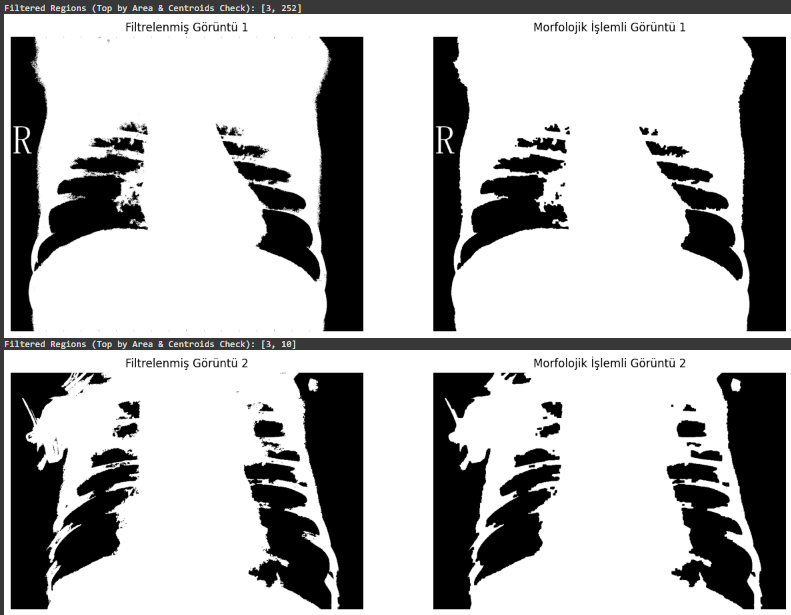 Filtered Regions (Top by Area & Centroids Check): [3, 252]
Filtrelenmiş Görüntü 1
Morfolojik İşlemli Görüntü 1
R
R
Filtered Regions (Top by Area & Centroids Check): [3, 10]
Filtrelenmiş Görüntü 2
Morfolojik İşlemli Görüntü 2